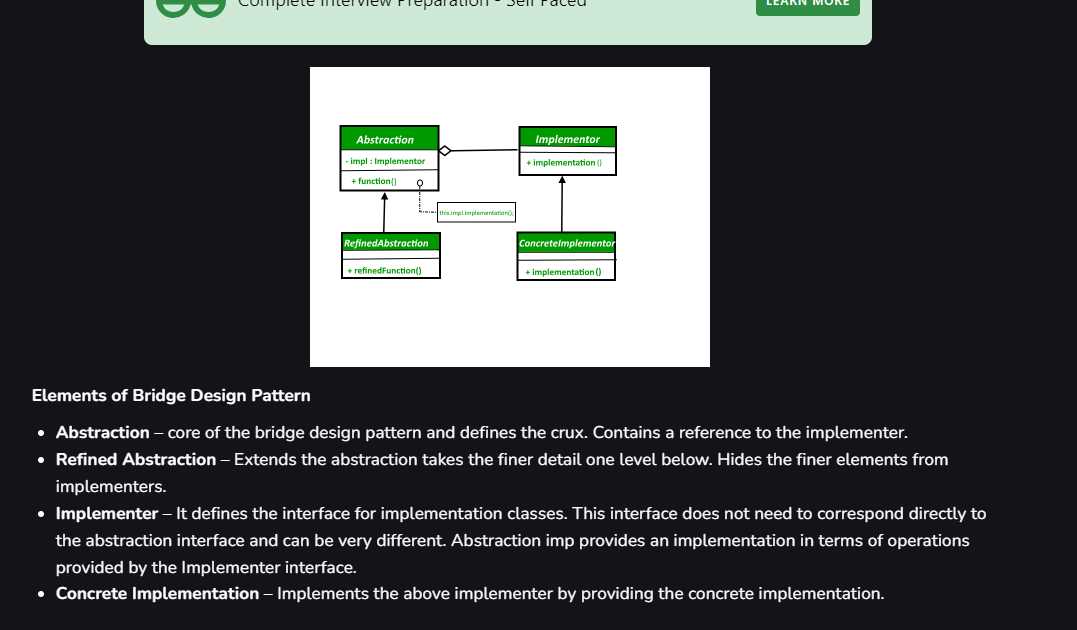 Complete Interview Preparation - Self Paced
LEARN MORE
Abstraction
- impl : Implementor
+ function()
Implementor
+ implementation ()
this.impl.implementation();
RefinedAbstraction
+ refinedFunction()
ConcreteImplementor
+ implementation()
Elements of Bridge Design Pattern
• Abstraction – core of the bridge design pattern and defines the crux. Contains a reference to the implementer.
• Refined Abstraction – Extends the abstraction takes the finer detail one level below. Hides the finer elements from
implementers.
• Implementer – It defines the interface for implementation classes. This interface does not need to correspond directly to
the abstraction interface and can be very different. Abstraction imp provides an implementation in terms of operations
provided by the Implementer interface.
• Concrete Implementation – Implements the above implementer by providing the concrete implementation.